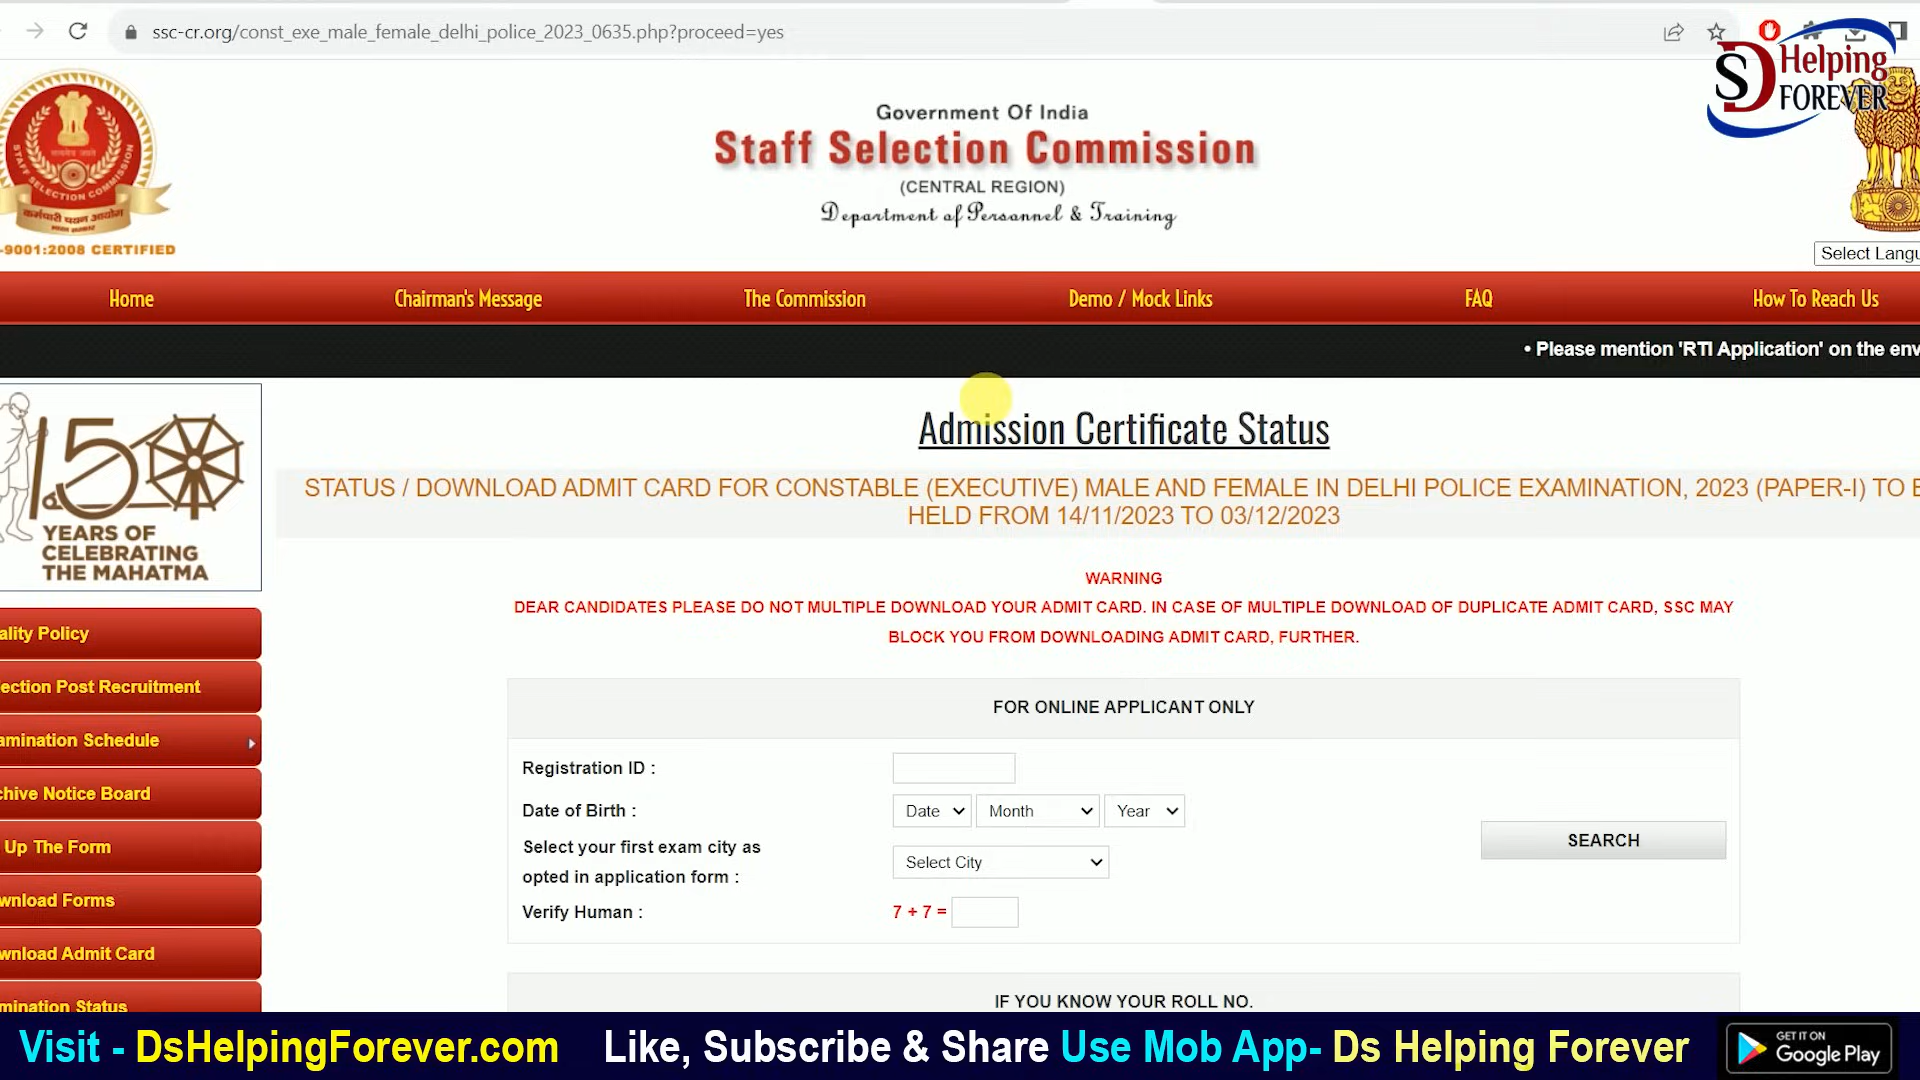 ssc-cr.org/const_exe_male_female_delhi_police_2023_0635.php?proceed=yes
SD Helping
FOREVER
STAFF SELECTION COMMISSION
कर्मचारी चयन आयोग
-9001:2008 CERTIFIED
Government Of India
Staff Selection Commission
(CENTRAL REGION)
Department of Personnel & Training
Select Langu
Home
Chairman's Message
The Commission
Demo / Mock Links
FAQ
How To Reach Us
• Please mention 'RTI Application' on the env
150
YEARS OF
CELEBRATING
THE MAHATMA
Admission Certificate Status
STATUS / DOWNLOAD ADMIT CARD FOR CONSTABLE (EXECUTIVE) MALE AND FEMALE IN DELHI POLICE EXAMINATION, 2023 (PAPER-I) TO B
HELD FROM 14/11/2023 TO 03/12/2023
WARNING
DEAR CANDIDATES PLEASE DO NOT MULTIPLE DOWNLOAD YOUR ADMIT CARD. IN CASE OF MULTIPLE DOWNLOAD OF DUPLICATE ADMIT CARD, SSC MAY
BLOCK YOU FROM DOWNLOADING ADMIT CARD, FURTHER.
ality Policy
ection Post Recruitment
amination Schedule
chive Notice Board
Up The Form
wnload Forms
wnload Admit Card
mination Status
FOR ONLINE APPLICANT ONLY
Registration ID :
Date of Birth : Date Month Year
Select your first exam city as
opted in application form : Select City
Verify Human : 7 + 7 =
SEARCH
IF YOU KNOW YOUR ROLL NO.
Visit - DsHelpingForever.com Like, Subscribe & Share Use Mob App- Ds Helping Forever
GET IT ON
Google Play